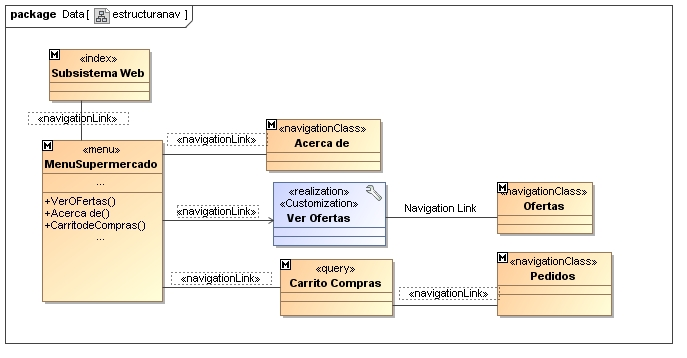 package Data[ estructuranav ]
M «index»
Subsistema Web
«navigationLink»
M «menu»
MenuSupermercado
...
+VerOFertas()
+Acerca de()
+CarritodeCompras()
...
«navigationLink»
M «navigationClass»
Acerca de
«navigationLink»
«realization»
«Customization»
Ver Ofertas
Navigation Link
M «navigationClass»
Ofertas
«navigationLink»
M «query»
Carrito Compras
«navigationLink»
M «navigationClass»
Pedidos